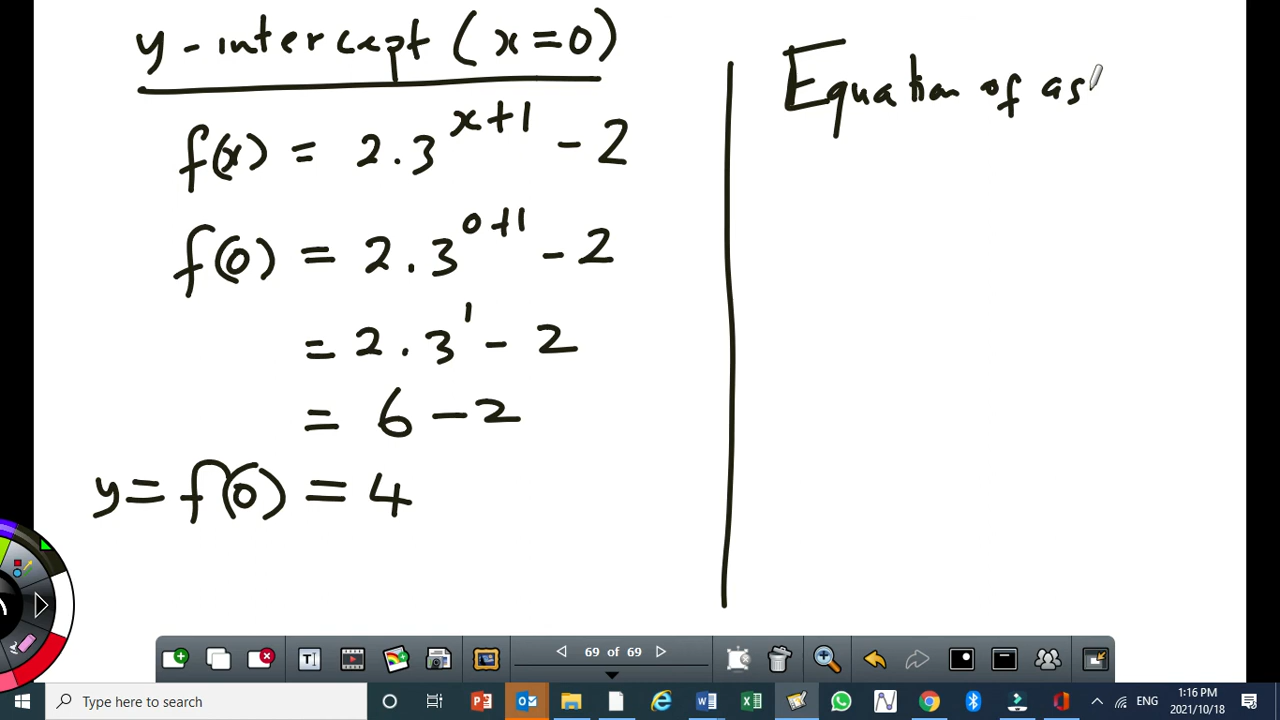 y-intercept (x=0)
f(x) = 2.3^{x+1} - 2
f(0) = 2.3^{0+1} - 2
= 2.3^{1} - 2
= 6 - 2
y = f(0) = 4
Equation of as
69 of 69
Type here to search
ENG
1:16 PM
2021/10/18